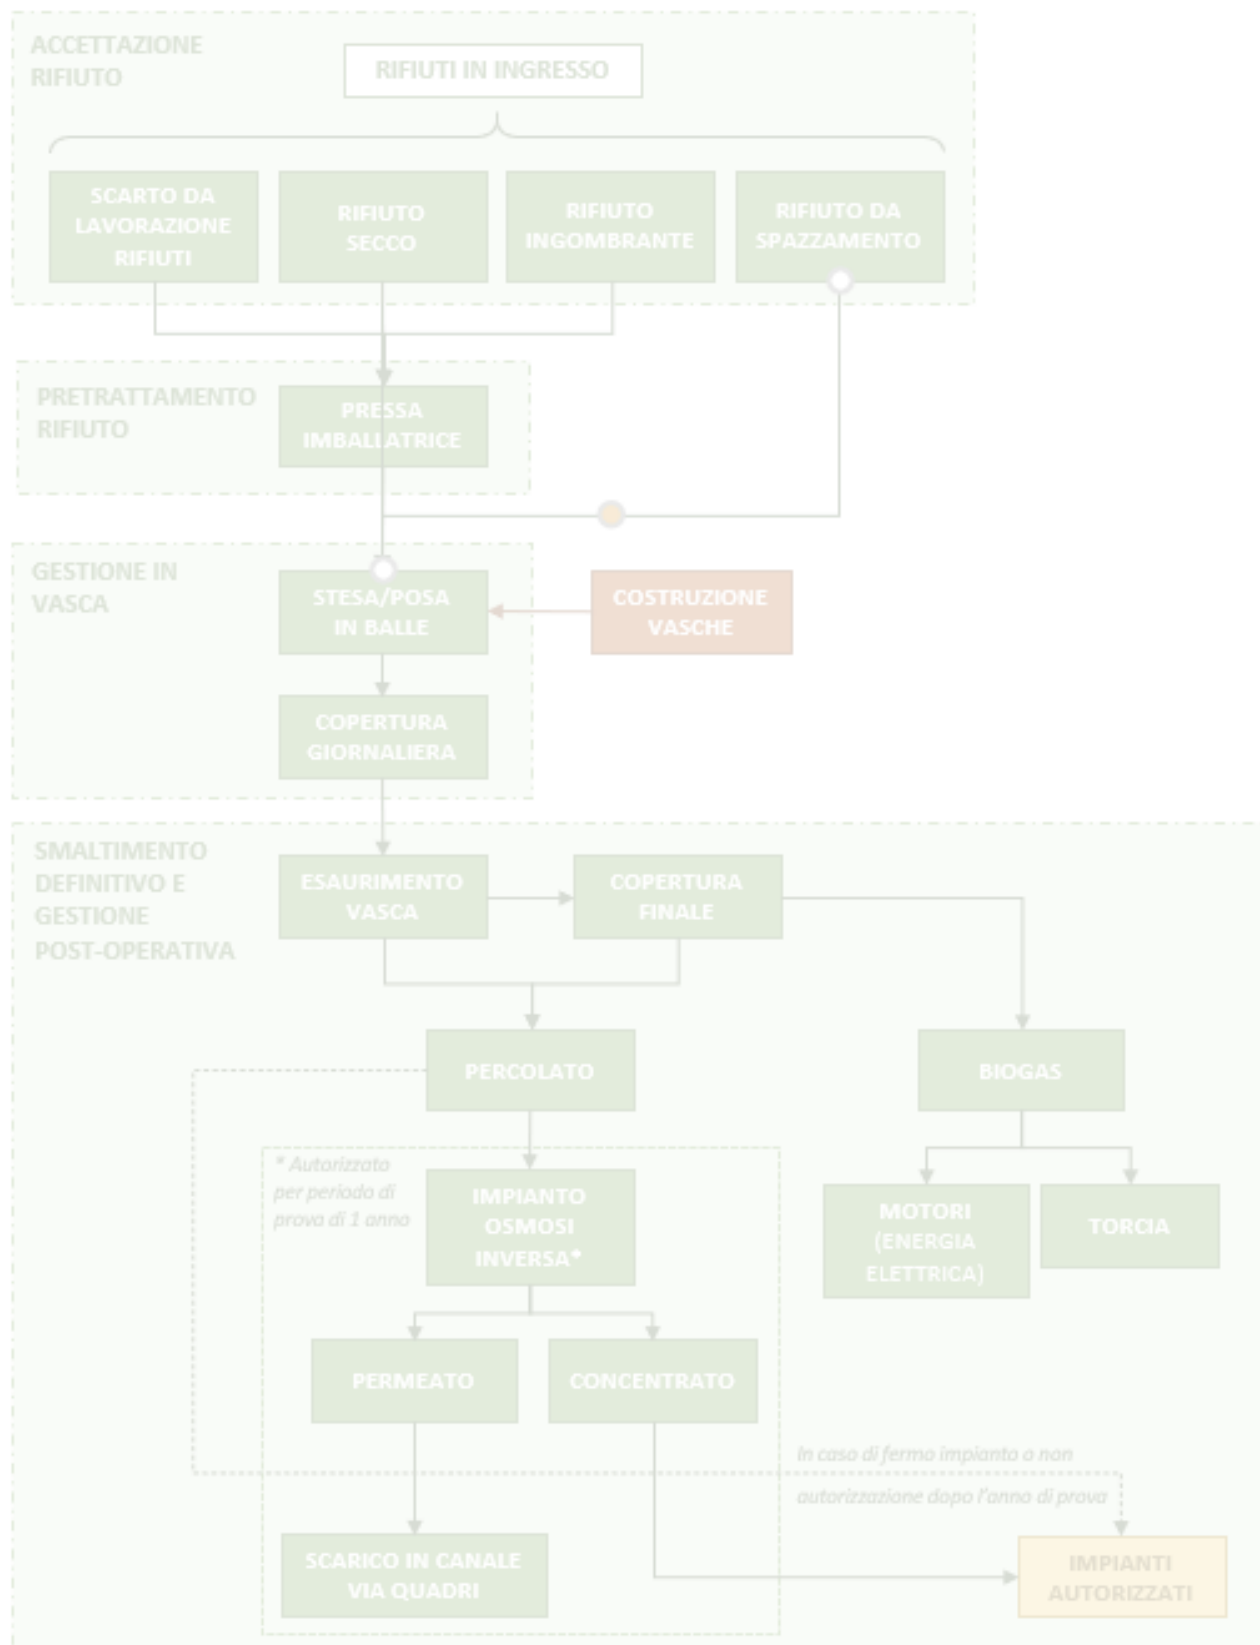 ACCETTAZIONE
RIFIUTO
RIFIUTI IN INGRESSO
SCARTO DA
LAVORAZIONE
RIFIUTI
RIFIUTO
SECCO
RIFIUTO
INGOMBRANTE
RIFIUTO DA
SPAZZAMENTO
PRETRATTAMENTO
RIFIUTO
PRESSA
IMBALLATRICE
GESTIONE IN
VASCA
STESA/POSA
IN BALLE
COSTRUZIONE
VASCHE
COPERTURA
GIORNALIERA
SMALTIMENTO
DEFINITIVO E
GESTIONE
POST-OPERATIVA
ESAURIMENTO
VASCA
COPERTURA
FINALE
PERCOLATO
BIOGAS
* Autorizzato
per periodo di
prova di 1 anno
IMPIANTO
OSMOSI
INVERSA*
MOTORI
(ENERGIA
ELETTRICA)
TORCIA
PERMEATO
CONCENTRATO
In caso di fermo impianto o non
autorizzazione dopo l'anno di prova
SCARICO IN CANALE
VIA QUADRI
IMPIANTI
AUTORIZZATI